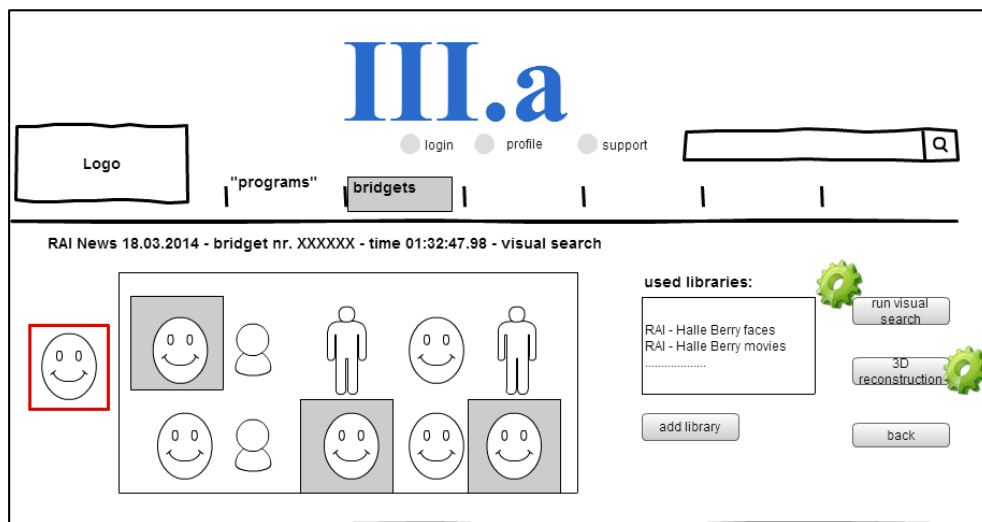 III.a
login profile support
Logo
"programs" bridgets
RAI News 18.03.2014 - bridget nr. XXXXXX - time 01:32:47.98 - visual search
used libraries:
RAI - Halle Berry faces
RAI - Halle Berry movies
...................
add library
run visual
search
3D
reconstruction
back